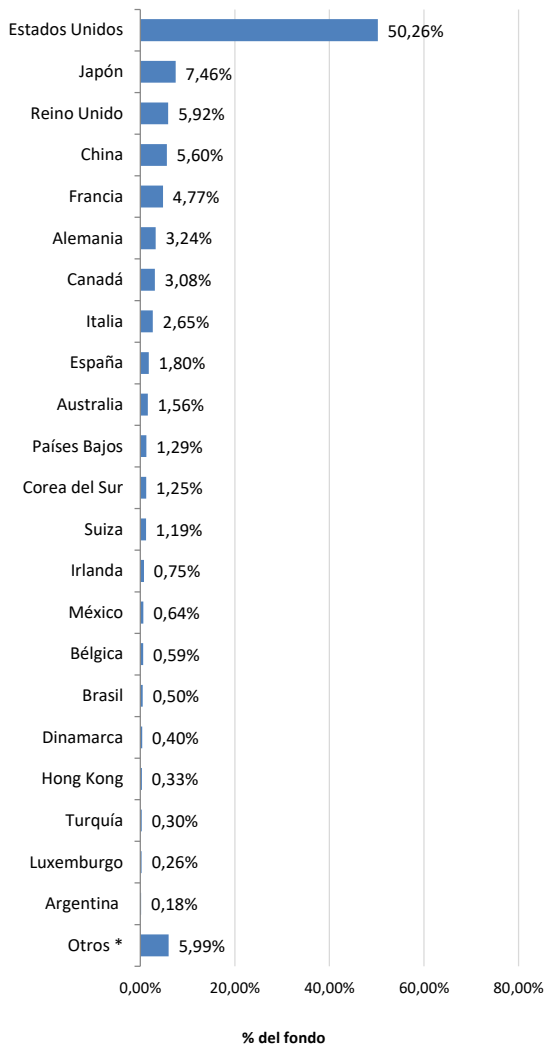 Estados Unidos 50,26%
Japón 7,46%
Reino Unido 5,92%
China 5,60%
Francia 4,77%
Alemania 3,24%
Canadá 3,08%
Italia 2,65%
España 1,80%
Australia 1,56%
Países Bajos 1,29%
Corea del Sur 1,25%
Suiza 1,19%
Irlanda 0,75%
México 0,64%
Bélgica 0,59%
Brasil 0,50%
Dinamarca 0,40%
Hong Kong 0,33%
Turquía 0,30%
Luxemburgo 0,26%
Argentina 0,18%
Otros * 5,99%
0,00% 20,00% 40,00% 60,00% 80,00%
% del fondo